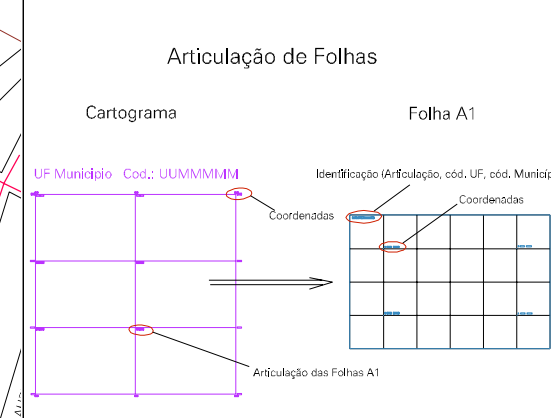 Articulação de Folhas
Cartograma
Folha A1
UF Municipio Cod.: UUMMMMM
Identificação (Articulação, cód. UF, cód. Municíp
Coordenadas
Coordenadas
Articulação das Folhas A1